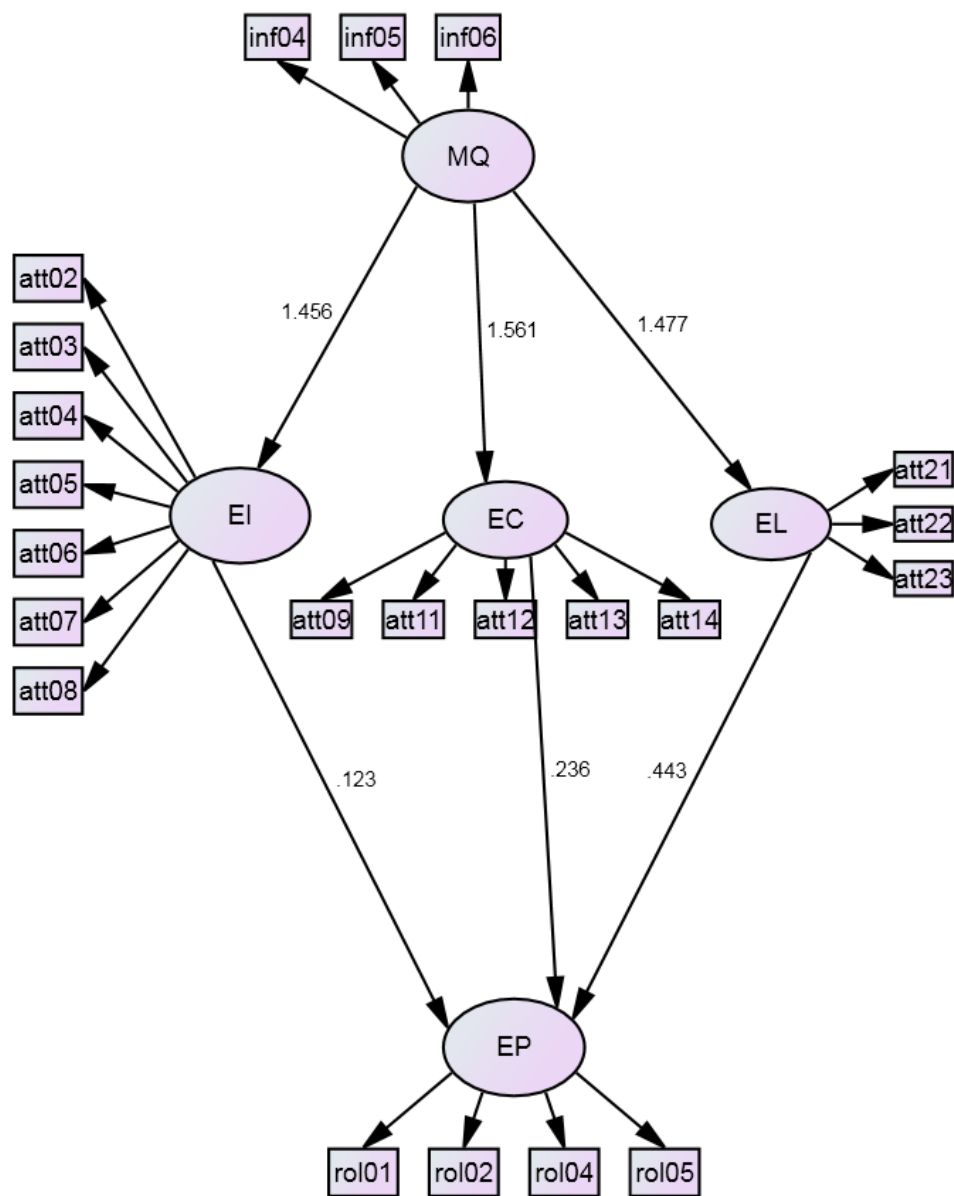 inf04 inf05 inf06
MQ
att02
att03
att04
att05
att06
att07
att08
1.456
1.561
1.477
EI
EC
EL
att21
att22
att23
att09 att11 att12 att13 att14
.123
.236
.443
EP
rol01 rol02 rol04 rol05